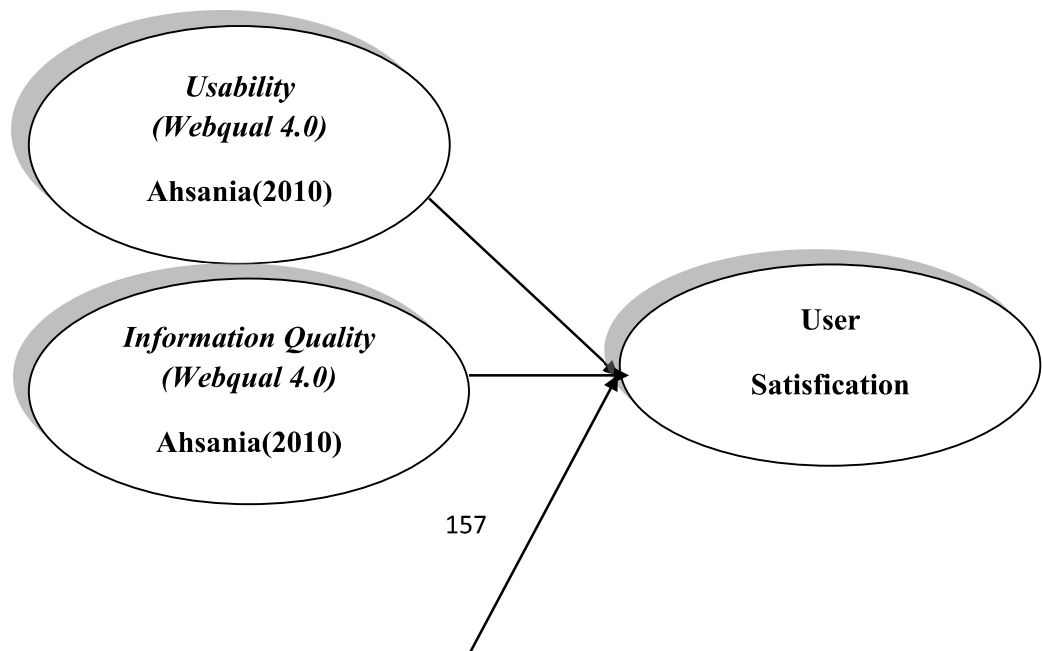 Usability
(Webqual 4.0)
Ahsania(2010)
Information Quality
(Webqual 4.0)
Ahsania(2010)
User
Satisfication
157